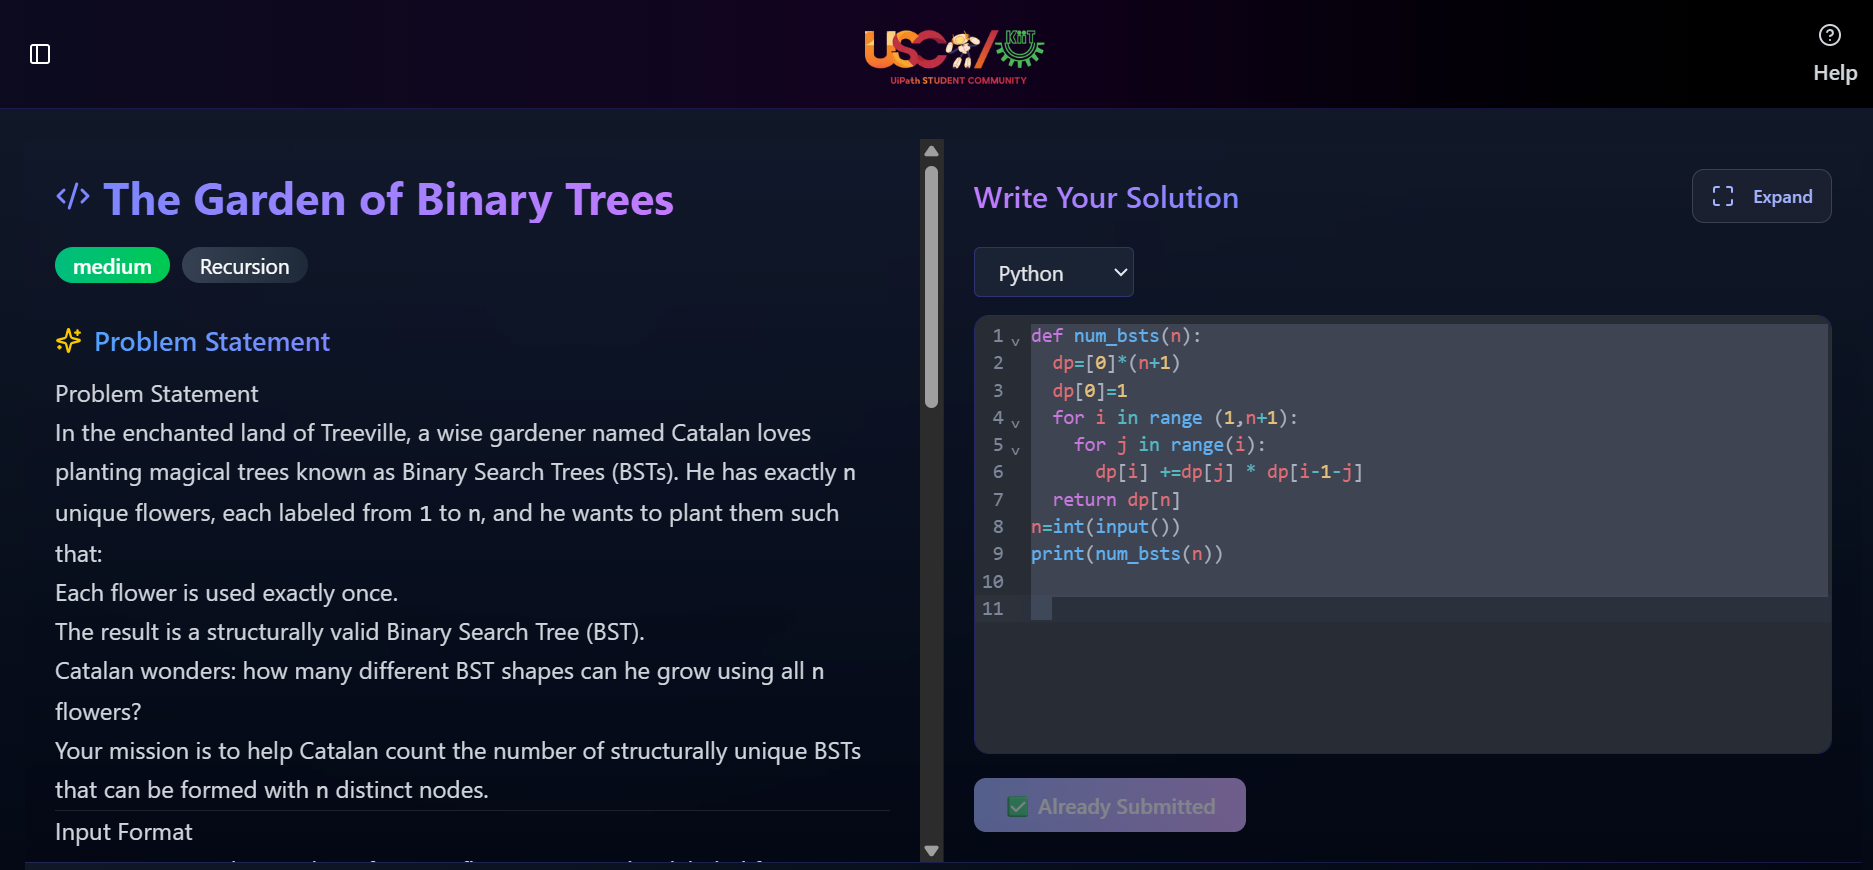 USC/KIIT
UiPath STUDENT COMMUNITY
Help
</> The Garden of Binary Trees
medium
Recursion
Problem Statement
Problem Statement
In the enchanted land of Treeville, a wise gardener named Catalan loves
planting magical trees known as Binary Search Trees (BSTs). He has exactly n
unique flowers, each labeled from 1 to n, and he wants to plant them such
that:
Each flower is used exactly once.
The result is a structurally valid Binary Search Tree (BST).
Catalan wonders: how many different BST shapes can he grow using all n
flowers?
Your mission is to help Catalan count the number of structurally unique BSTs
that can be formed with n distinct nodes.
Input Format
Write Your Solution
Expand
Python
1 def num_bsts(n):
2   dp=[0]*(n+1)
3   dp[0]=1
4   for i in range (1,n+1):
5     for j in range(i):
6       dp[i] +=dp[j] * dp[i-1-j]
7   return dp[n]
8 n=int(input())
9 print(num_bsts(n))
10
11
✅ Already Submitted